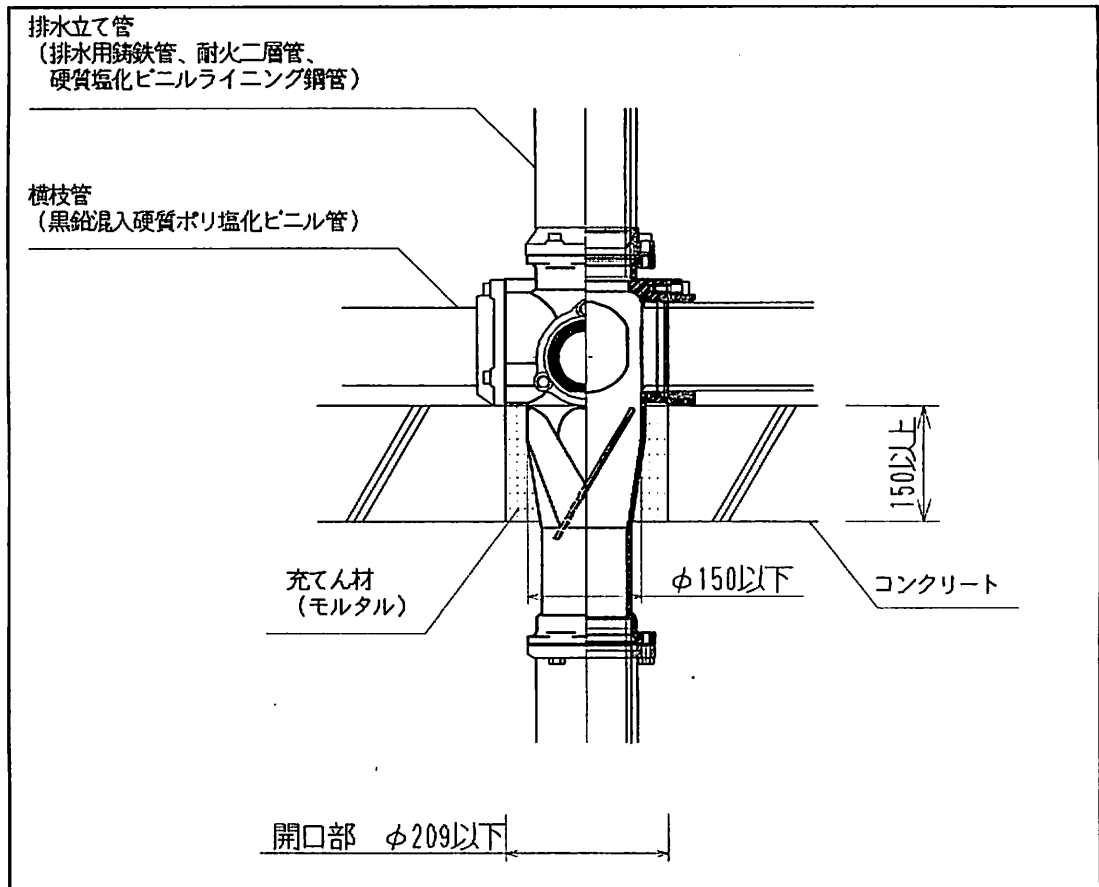 排水立て管
（排水用鋳鉄管、耐火二層管、
硬質塩化ビニルライニング鋼管）
横枝管
（黒鉛混入硬質ポリ塩化ビニル管）
150以上
充てん材
（モルタル）
φ150以下
コンクリート
開口部 φ209以下